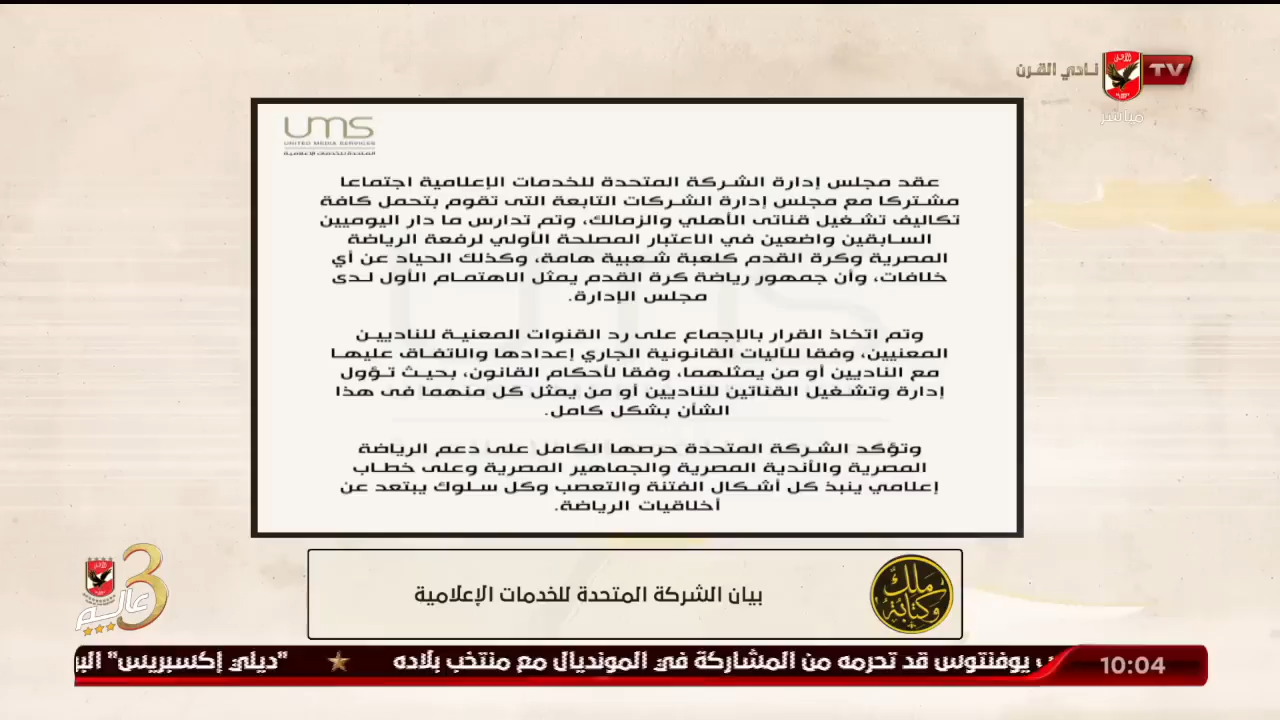 نادي القرن
TV
مباشر
UMS
UNITED MEDIA SERVICES
المتحدة للخدمات الإعلامية
عقد مجلس إدارة الشركة المتحدة للخدمات الإعلامية اجتماعا
مشتركا مع مجلس إدارة الشركات التابعة التى تقوم بتحمل كافة
تكاليف تشغيل قناتى الأهلي والزمالك، وتم تدارس ما دار اليوميين
السابقين واضعين في الاعتبار المصلحة الأولي لرفعة الرياضة
المصرية وكرة القدم كلعبة شعبية هامة، وكذلك الحياد عن أي
خلافات، وأن جمهور رياضة كرة القدم يمثل الاهتمام الأول لدى
مجلس الإدارة.
وتم اتخاذ القرار بالإجماع على رد القنوات المعنية للناديين
المعنيين، وفقا للآليات القانونية الجاري إعدادها والاتفاق عليها
مع الناديين أو من يمثلهما، وفقا لأحكام القانون، بحيث تؤول
إدارة وتشغيل القناتين للناديين أو من يمثل كل منهما فى هذا
الشأن بشكل كامل.
وتؤكد الشركة المتحدة حرصها الكامل على دعم الرياضة
المصرية والأندية المصرية والجماهير المصرية وعلى خطاب
إعلامي ينبذ كل أشكال الفتنة والتعصب وكل سلوك يبتعد عن
أخلاقيات الرياضة.
3
عالم
ملك وكتابة
بيان الشركة المتحدة للخدمات الإعلامية
10:04
يوفنتوس قد تحرمه من المشاركة في المونديال مع منتخب بلاده
"ديلي إكسبريس"